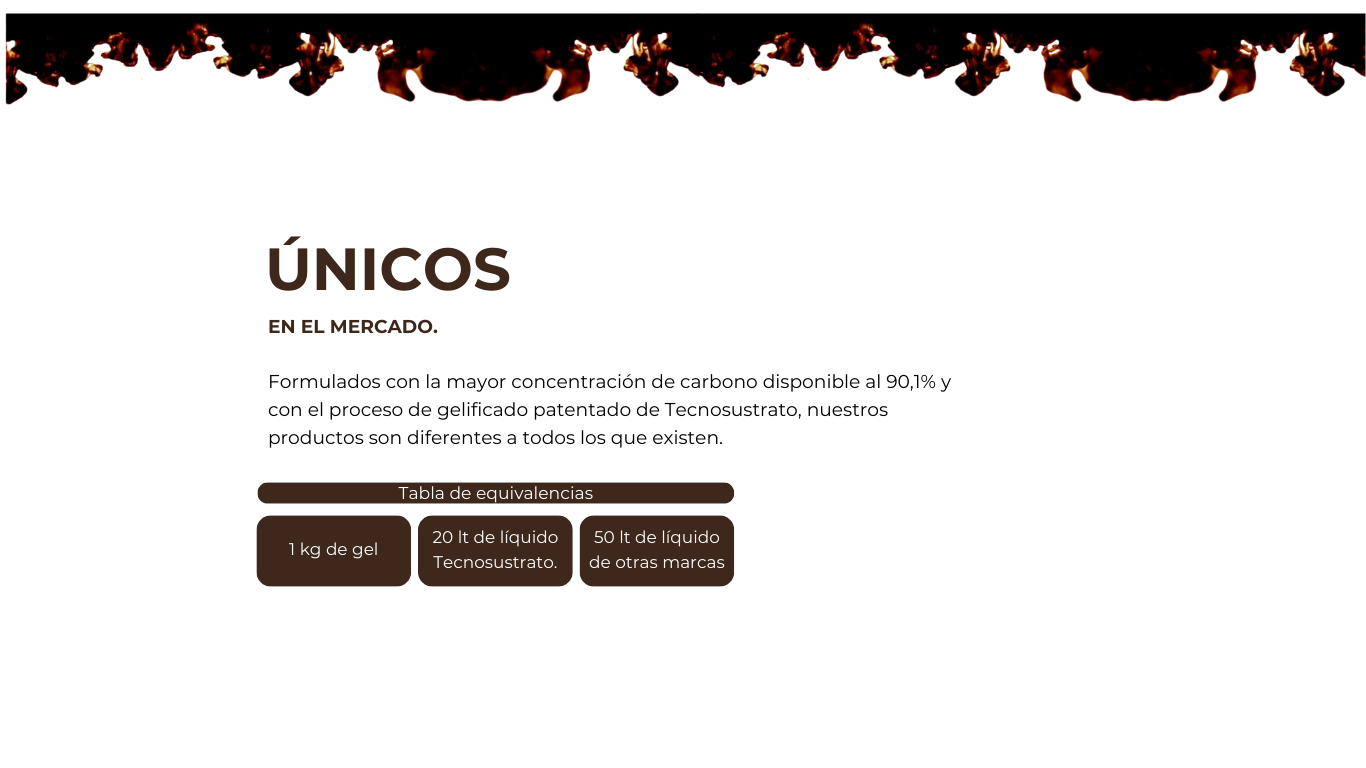 ÚNICOS
EN EL MERCADO.
Formulados con la mayor concentración de carbono disponible al 90,1% y
con el proceso de gelificado patentado de Tecnosustrato, nuestros
productos son diferentes a todos los que existen.
Tabla de equivalencias
1 kg de gel
20 lt de líquido
Tecnosustrato.
50 lt de líquido
de otras marcas